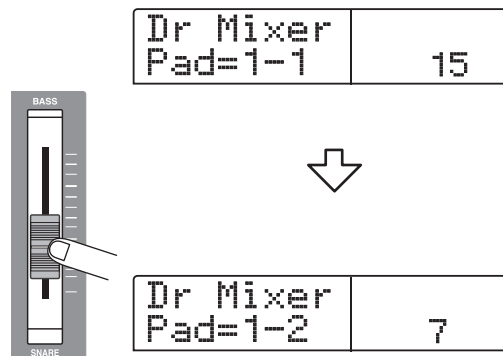 Dr Mixer
Pad=1-1 15
BASS
Dr Mixer
Pad=1-2 7
SNARE